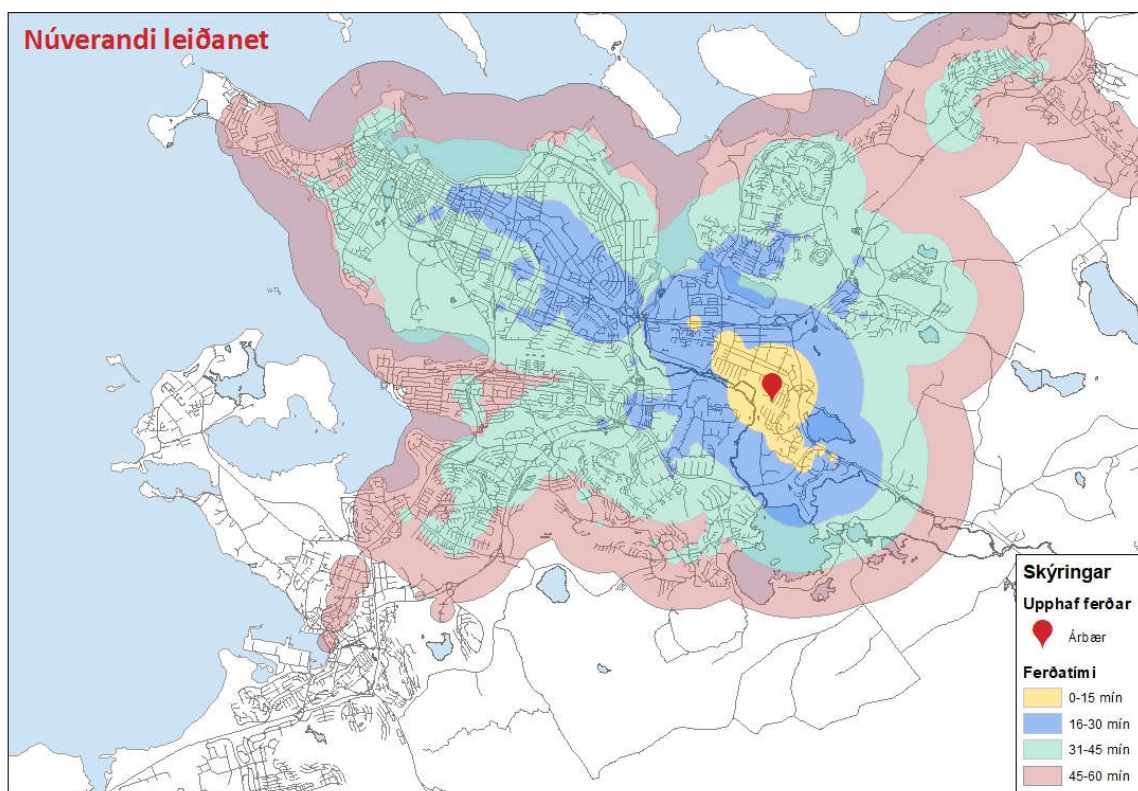 Núverandi leiðanet
Skýringar
Upphaf ferðar
Árbær
Ferðatími
0-15 mín
16-30 mín
31-45 mín
45-60 mín